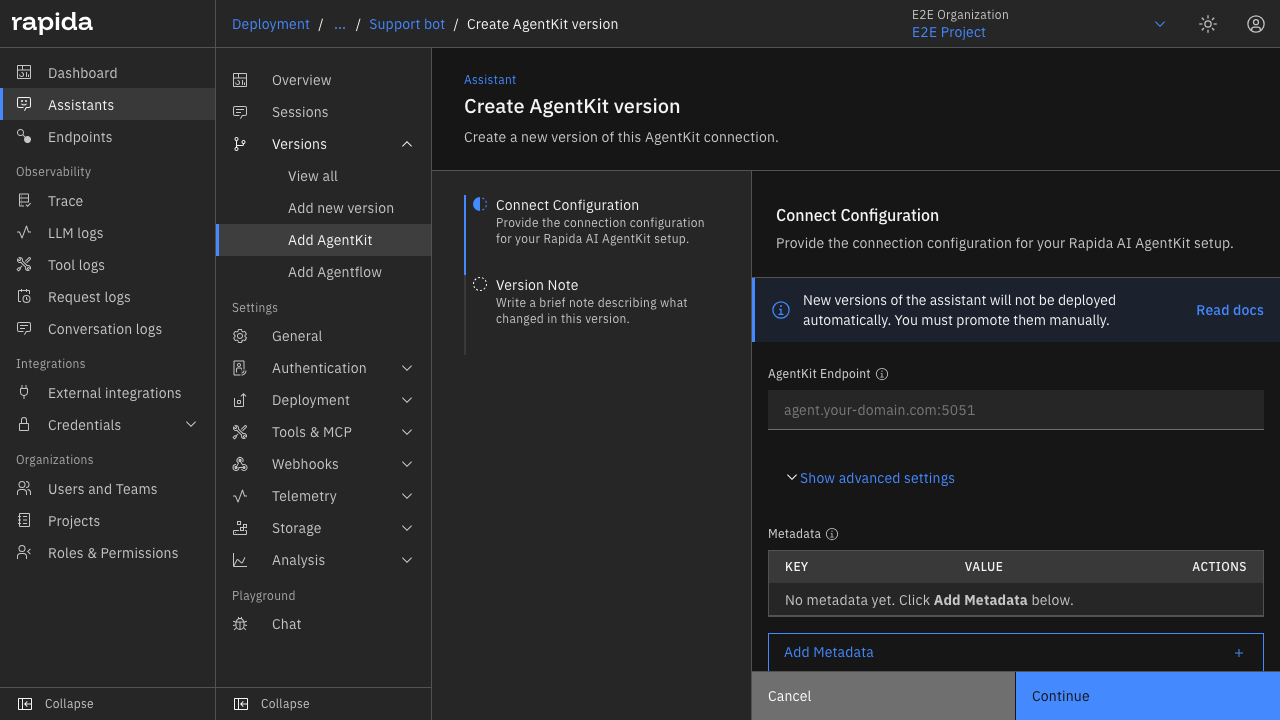 rapida
Deployment / ... / Support bot / Create AgentKit version
E2E Organization
E2E Project
Dashboard
Assistants
Endpoints
Observability
Trace
LLM logs
Tool logs
Request logs
Conversation logs
Integrations
External integrations
Credentials
Organizations
Users and Teams
Projects
Roles & Permissions
Collapse
Overview
Sessions
Versions
View all
Add new version
Add AgentKit
Add Agentflow
Settings
General
Authentication
Deployment
Tools & MCP
Webhooks
Telemetry
Storage
Analysis
Playground
Chat
Collapse
Assistant
Create AgentKit version
Create a new version of this AgentKit connection.
Connect Configuration
Provide the connection configuration
for your Rapida AI AgentKit setup.
Version Note
Write a brief note describing what
changed in this version.
Connect Configuration
Provide the connection configuration for your Rapida AI AgentKit setup.
New versions of the assistant will not be deployed
automatically. You must promote them manually.
Read docs
AgentKit Endpoint
agent.your-domain.com:5051
Show advanced settings
Metadata
KEY VALUE ACTIONS
No metadata yet. Click Add Metadata below.
Add Metadata +
Cancel
Continue